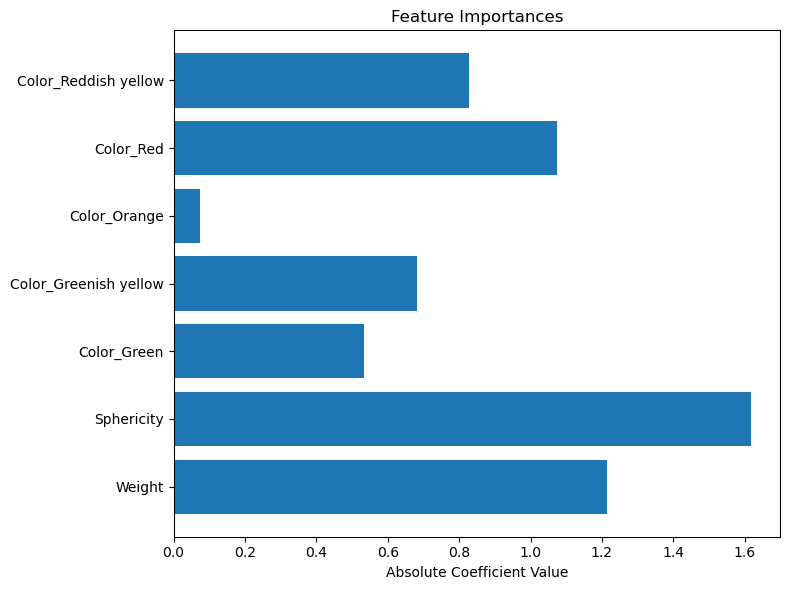 Feature Importances
Color_Reddish yellow
Color_Red
Color_Orange
Color_Greenish yellow
Color_Green
Sphericity
Weight
0.0 0.2 0.4 0.6 0.8 1.0 1.2 1.4 1.6
Absolute Coefficient Value